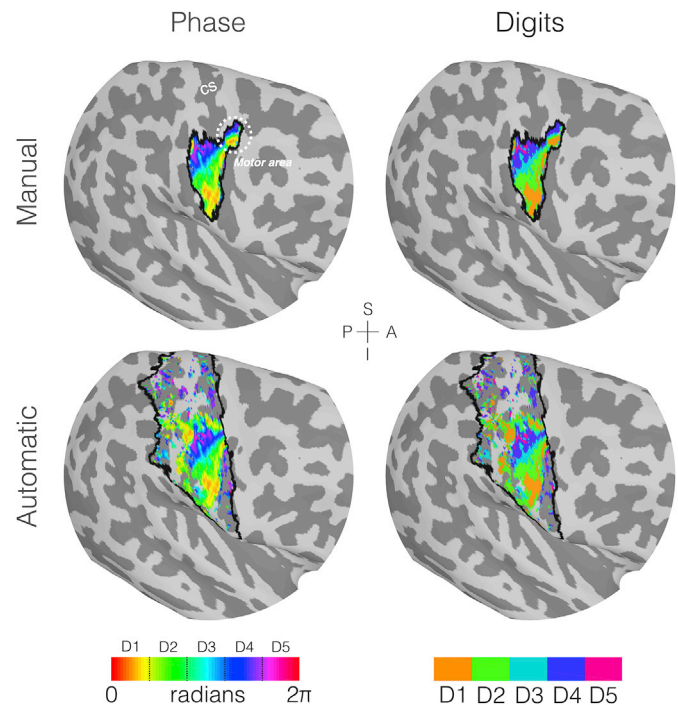 Phase
Digits
Manual
CS
Motor area
S
P A
I
Automatic
D1 D2 D3 D4 D5
0 radians 2π
D1 D2 D3 D4 D5